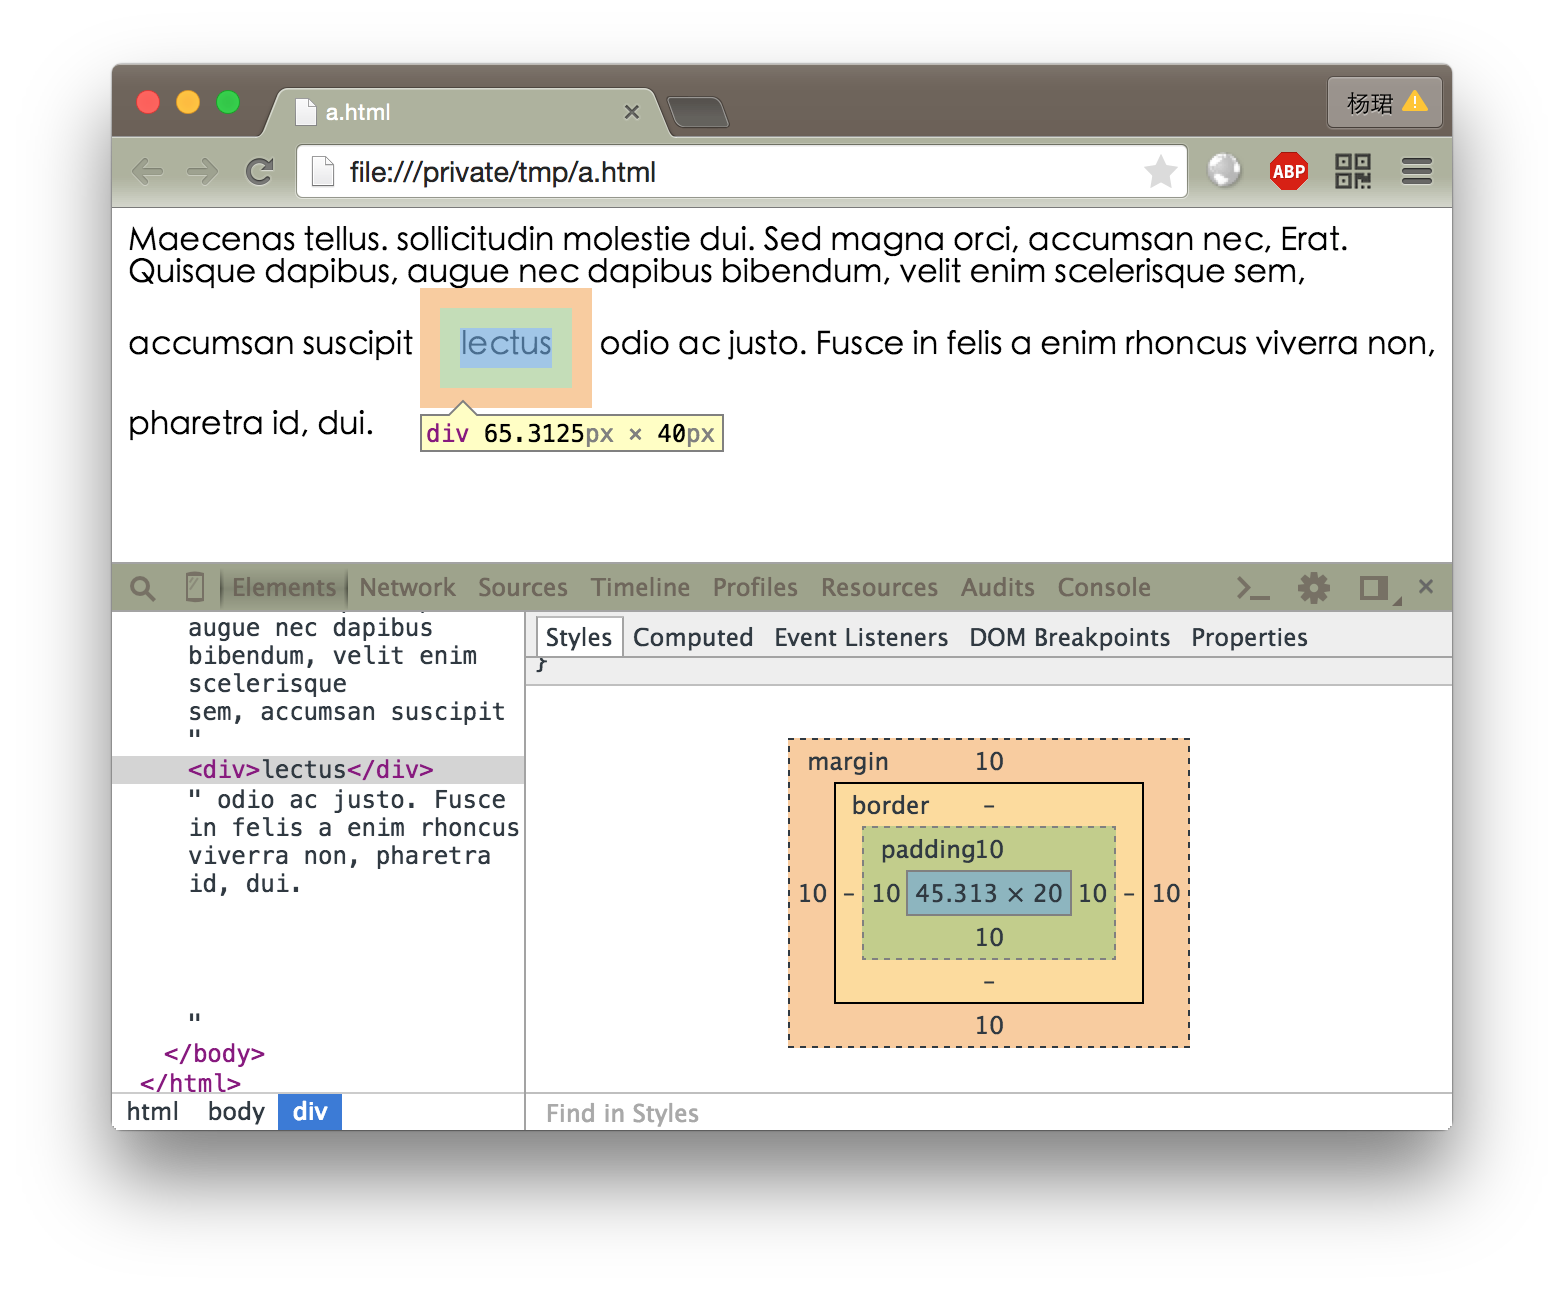 a.html
杨珺
file:///private/tmp/a.html
ABP
Maecenas tellus. sollicitudin molestie dui. Sed magna orci, accumsan nec, Erat.
Quisque dapibus, augue nec dapibus bibendum, velit enim scelerisque sem,
accumsan suscipit lectus odio ac justo. Fusce in felis a enim rhoncus viverra non,
pharetra id, dui.
div 65.3125px × 40px
Elements Network Sources Timeline Profiles Resources Audits Console
augue nec dapibus
bibendum, velit enim
scelerisque
sem, accumsan suscipit
"
<div>lectus</div>
" odio ac justo. Fusce
in felis a enim rhoncus
viverra non, pharetra
id, dui.
"
</body>
</html>
html body div
Styles Computed Event Listeners DOM Breakpoints Properties
}
margin 10
border –
padding 10
10 – 10 45.313 × 20 10 – 10
10
–
10
Find in Styles